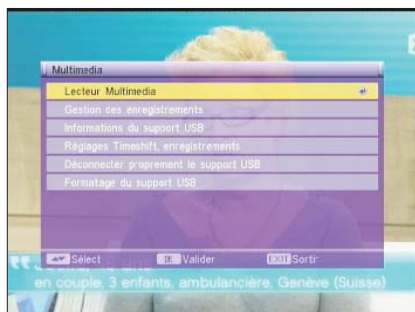 Multimedia
Lecteur Multimedia
Gestion des enregistrements
Informations du support USB
Réglages Timeshift, enregistrements
Déconnecter proprement le support USB
Formatage du support USB
Sélect Valider EXIT Sortir
ans
en couple, 3 enfants, ambulancière, Genève (Suisse)